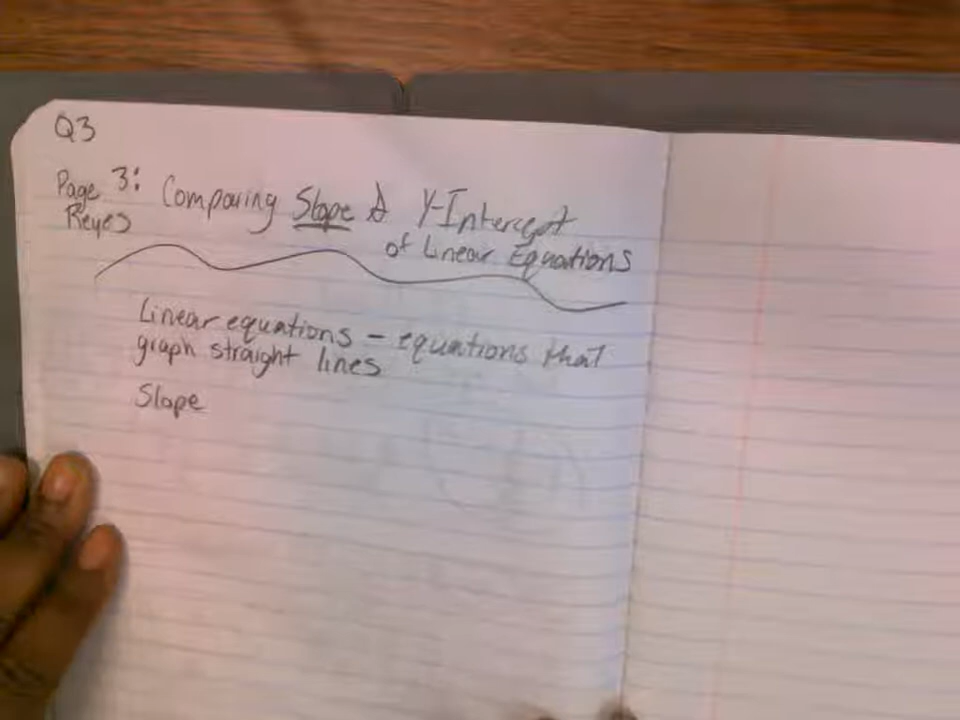 Q3
Page 3: Comparing Slope & Y-Intercept
Reyes
of Linear Equations
Linear equations – equations that
graph straight lines
Slope